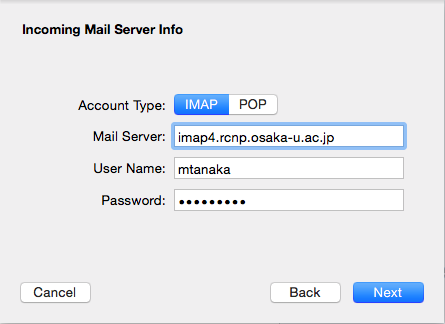 Incoming Mail Server Info
Account Type: IMAP POP
Mail Server: imap4.rcnp.osaka-u.ac.jp
User Name: mtanaka
Password: •••••••••
Cancel Back Next